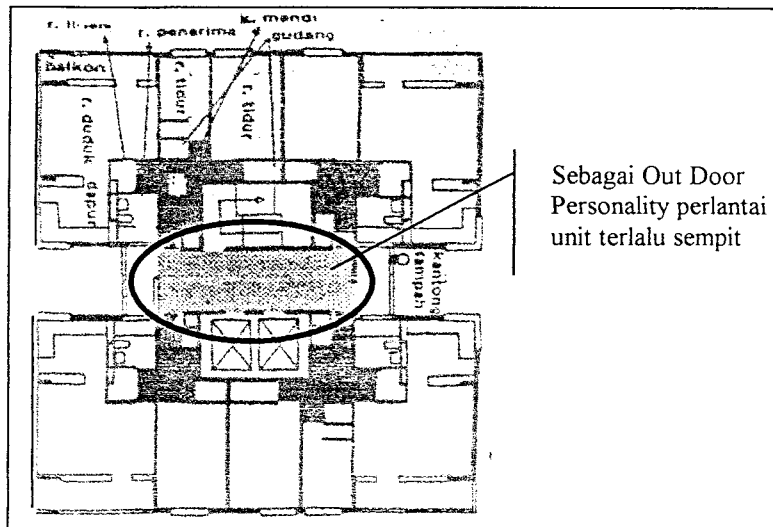 r. penerima
k. mandi
gudang
balkon
r. duduk
dapur
r. tidur
r. tidur
kantong
sampah
Sebagai Out Door
Personality perlantai
unit terlalu sempit